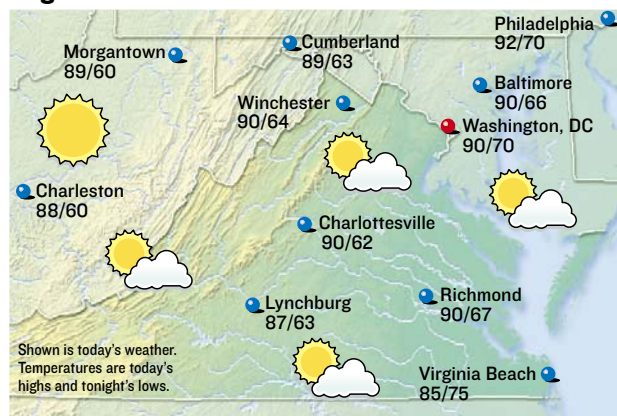 Philadelphia
92/70
Morgantown
89/60
Cumberland
89/63
Baltimore
90/66
Winchester
90/64
Washington, DC
90/70
Charleston
88/60
Charlottesville
90/62
Lynchburg
87/63
Richmond
90/67
Shown is today's weather.
Temperatures are today's
highs and tonight's lows.
Virginia Beach
85/75